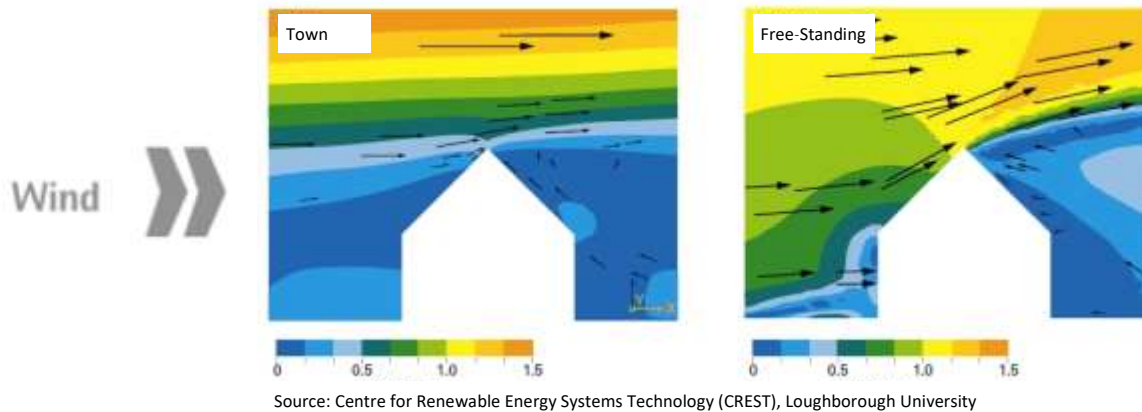 Town
Free-Standing
Wind
Y
X
0 0.5 1.0 1.5
0 0.5 1.0 1.5
Source: Centre for Renewable Energy Systems Technology (CREST), Loughborough University